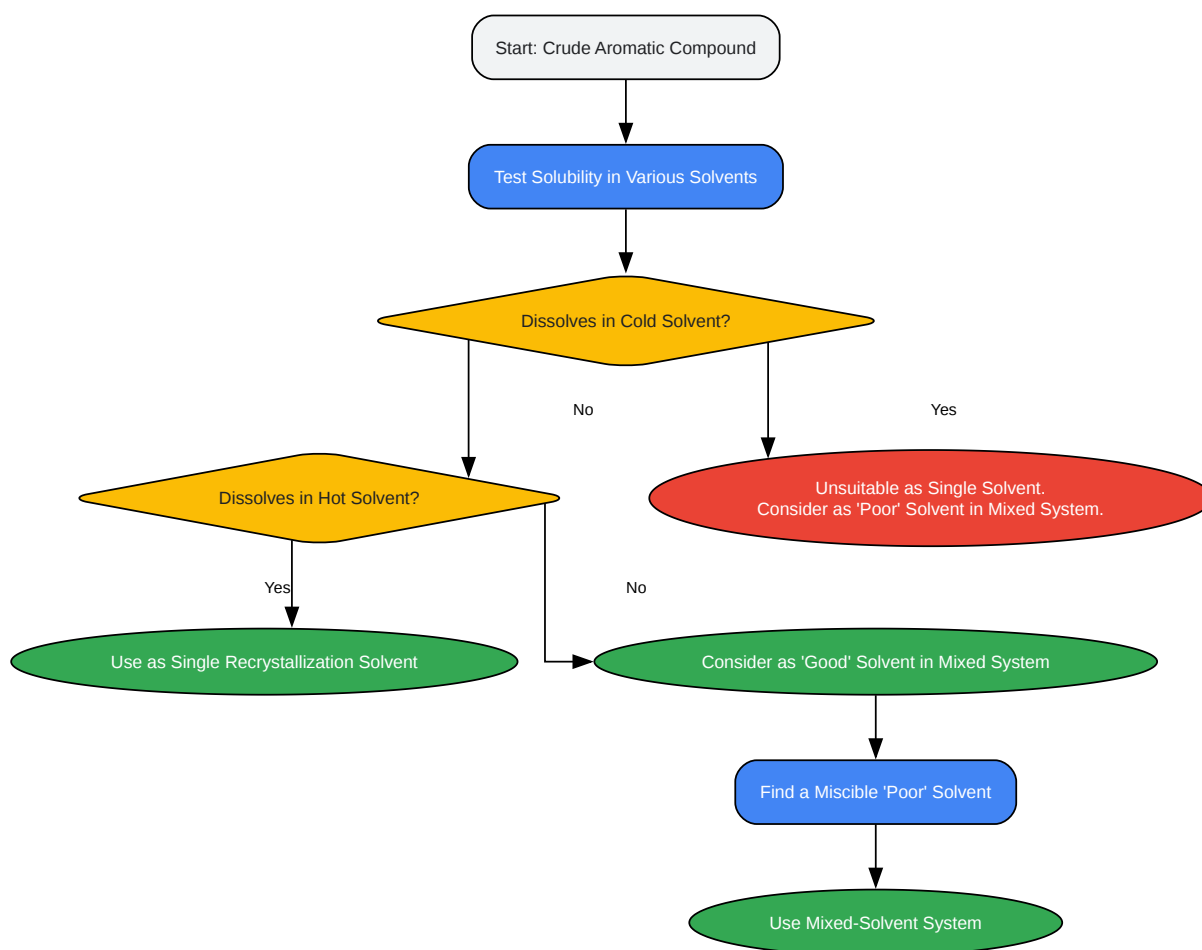 Start: Crude Aromatic Compound
Test Solubility in Various Solvents
Dissolves in Cold Solvent?
No
Yes
Dissolves in Hot Solvent?
Unsuitable as Single Solvent.
Consider as 'Poor' Solvent in Mixed System.
Yes
No
Use as Single Recrystallization Solvent
Consider as 'Good' Solvent in Mixed System
Find a Miscible 'Poor' Solvent
Use Mixed-Solvent System